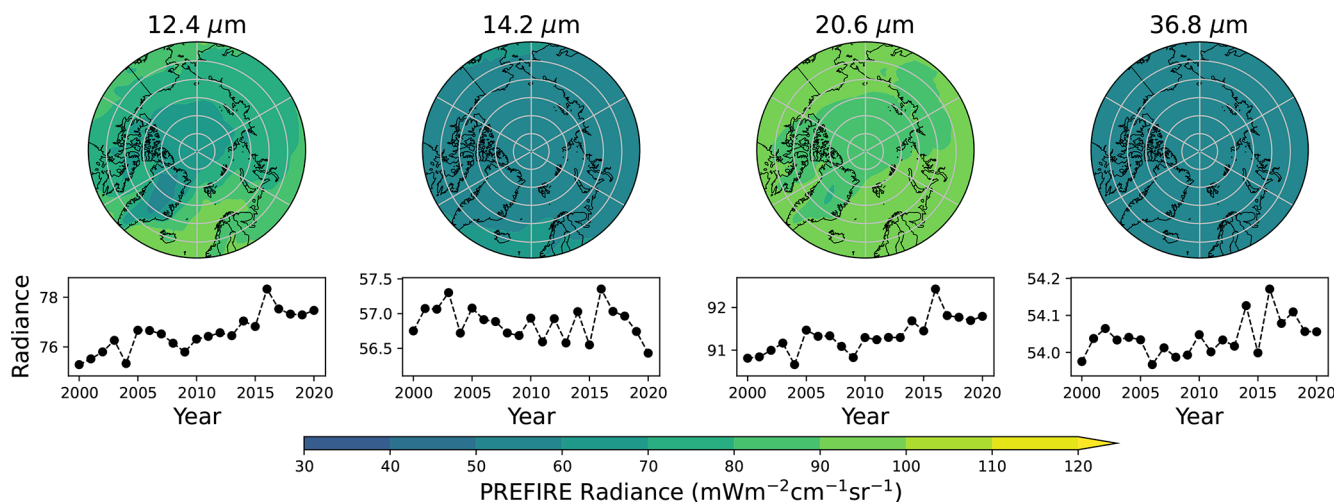 12.4 μm 14.2 μm 20.6 μm 36.8 μm
Radiance
78
76
2000 2005 2010 2015 2020
Year
57.5
57.0
56.5
2000 2005 2010 2015 2020
Year
92
91
2000 2005 2010 2015 2020
Year
54.2
54.1
54.0
2000 2005 2010 2015 2020
Year
30 40 50 60 70 80 90 100 110 120
PREFIRE Radiance (mWm⁻²cm⁻¹sr⁻¹)